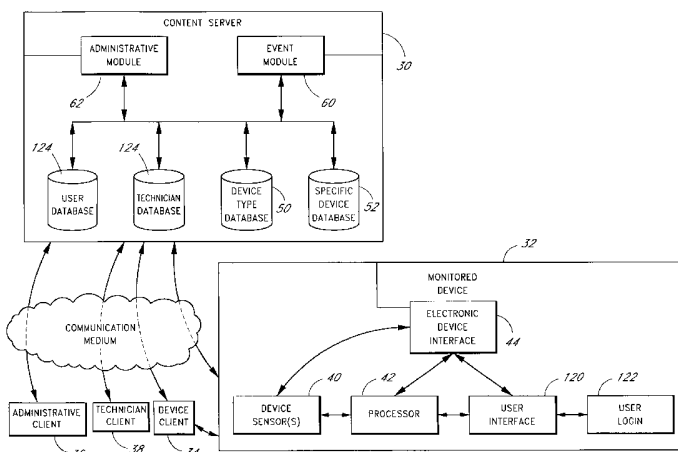 CONTENT SERVER
ADMINISTRATIVE
MODULE
EVENT
MODULE
30
62
60
124
124
USER
DATABASE
TECHNICIAN
DATABASE
DEVICE
TYPE
DATABASE
50
SPECIFIC
DEVICE
DATABASE
52
32
MONITORED
DEVICE
COMMUNICATION
MEDIUM
ELECTRONIC
DEVICE
INTERFACE
44
40
42
120
122
DEVICE
SENSOR(S)
PROCESSOR
USER
INTERFACE
USER
LOGIN
ADMINISTRATIVE
CLIENT
TECHNICIAN
CLIENT
DEVICE
CLIENT
38
34